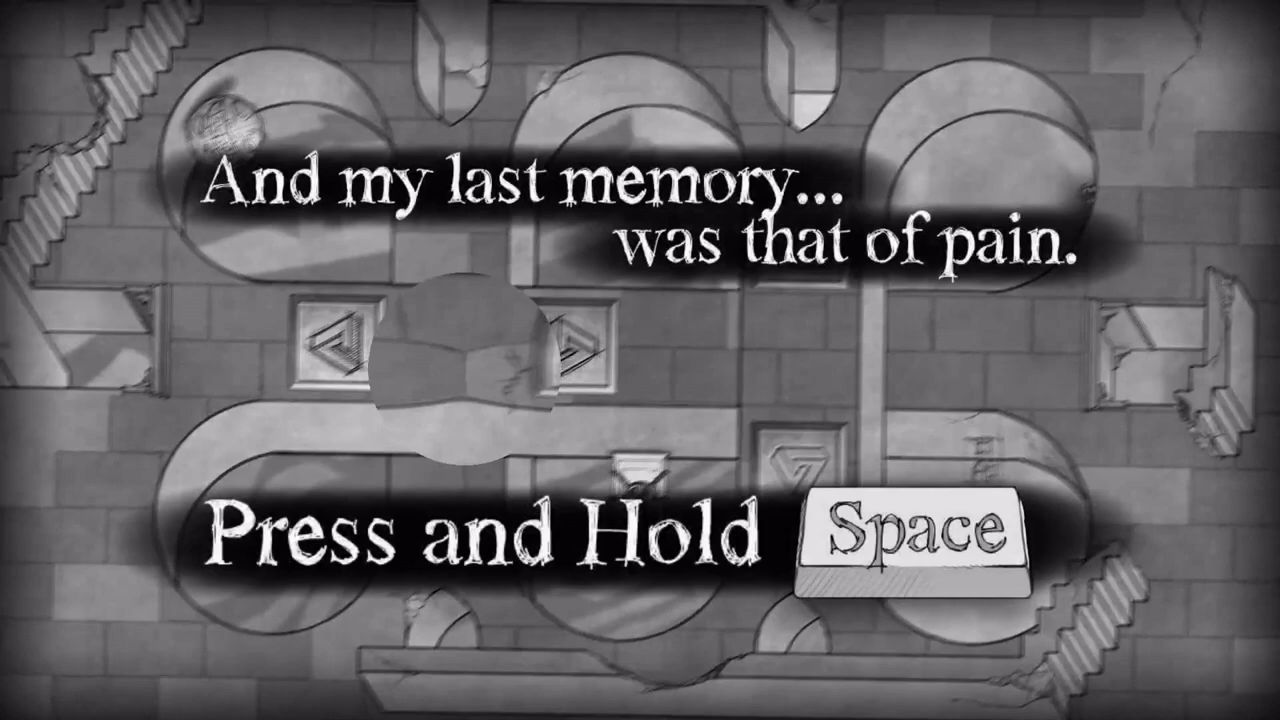 And my last memory...
was that of pain.
Press and Hold Space